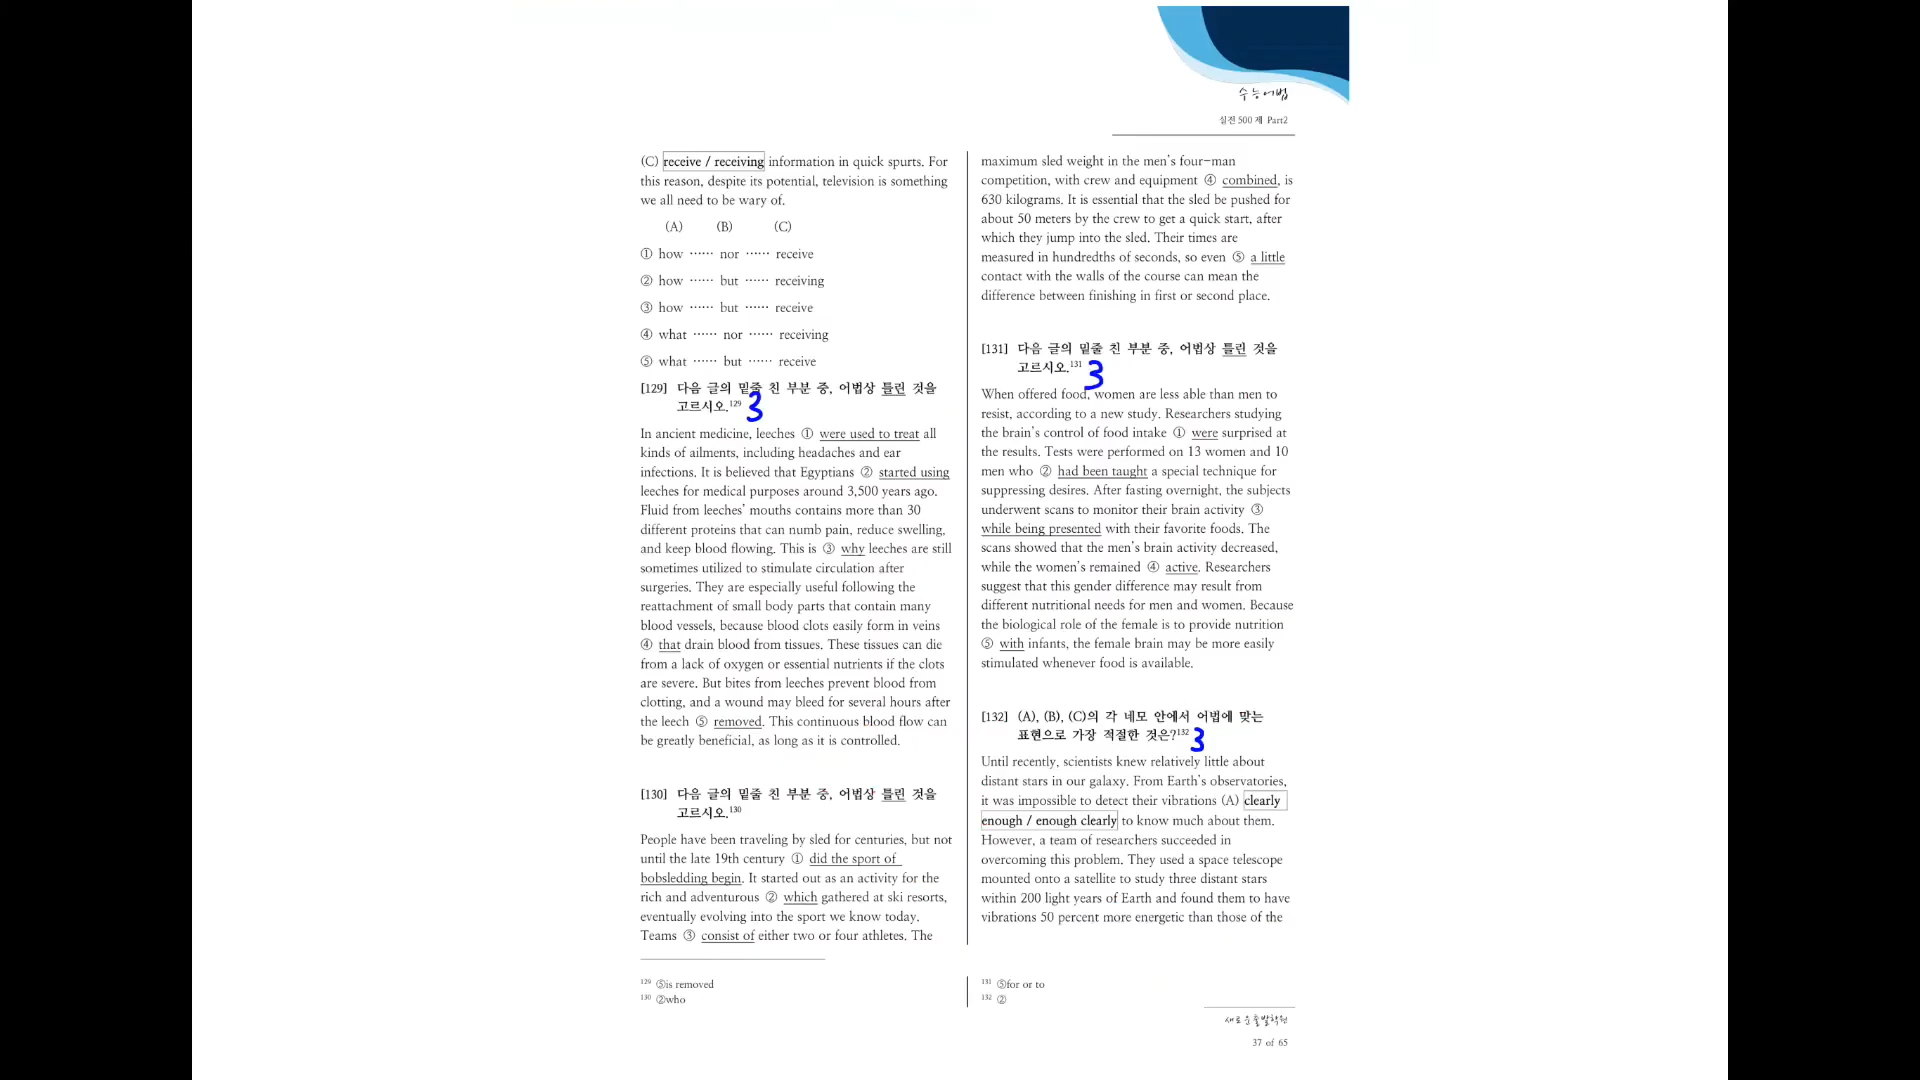 수능어법
실전 500 제 Part2
(C) receive / receiving information in quick spurts. For
this reason, despite its potential, television is something
we all need to be wary of.
(A) (B) (C)
① how ⋯⋯ nor ⋯⋯ receive
② how ⋯⋯ but ⋯⋯ receiving
③ how ⋯⋯ but ⋯⋯ receive
④ what ⋯⋯ nor ⋯⋯ receiving
⑤ what ⋯⋯ but ⋯⋯ receive
[129] 다음 글의 밑줄 친 부분 중, 어법상 틀린 것을
고르시오.129 3
In ancient medicine, leeches ① were used to treat all
kinds of ailments, including headaches and ear
infections. It is believed that Egyptians ② started using
leeches for medical purposes around 3,500 years ago.
Fluid from leeches' mouths contains more than 30
different proteins that can numb pain, reduce swelling,
and keep blood flowing. This is ③ why leeches are still
sometimes utilized to stimulate circulation after
surgeries. They are especially useful following the
reattachment of small body parts that contain many
blood vessels, because blood clots easily form in veins
④ that drain blood from tissues. These tissues can die
from a lack of oxygen or essential nutrients if the clots
are severe. But bites from leeches prevent blood from
clotting, and a wound may bleed for several hours after
the leech ⑤ removed. This continuous blood flow can
be greatly beneficial, as long as it is controlled.
[130] 다음 글의 밑줄 친 부분 중, 어법상 틀린 것을
고르시오.130
People have been traveling by sled for centuries, but not
until the late 19th century ① did the sport of
bobsledding begin. It started out as an activity for the
rich and adventurous ② which gathered at ski resorts,
eventually evolving into the sport we know today.
Teams ③ consist of either two or four athletes. The
129 ⑤is removed
130 ②who
maximum sled weight in the men's four-man
competition, with crew and equipment ④ combined, is
630 kilograms. It is essential that the sled be pushed for
about 50 meters by the crew to get a quick start, after
which they jump into the sled. Their times are
measured in hundredths of seconds, so even ⑤ a little
contact with the walls of the course can mean the
difference between finishing in first or second place.
[131] 다음 글의 밑줄 친 부분 중, 어법상 틀린 것을
고르시오.131 3
When offered food, women are less able than men to
resist, according to a new study. Researchers studying
the brain's control of food intake ① were surprised at
the results. Tests were performed on 13 women and 10
men who ② had been taught a special technique for
suppressing desires. After fasting overnight, the subjects
underwent scans to monitor their brain activity ③
while being presented with their favorite foods. The
scans showed that the men's brain activity decreased,
while the women's remained ④ active. Researchers
suggest that this gender difference may result from
different nutritional needs for men and women. Because
the biological role of the female is to provide nutrition
⑤ with infants, the female brain may be more easily
stimulated whenever food is available.
[132] (A), (B), (C)의 각 네모 안에서 어법에 맞는
표현으로 가장 적절한 것은?132 3
Until recently, scientists knew relatively little about
distant stars in our galaxy. From Earth's observatories,
it was impossible to detect their vibrations (A) clearly
enough / enough clearly to know much about them.
However, a team of researchers succeeded in
overcoming this problem. They used a space telescope
mounted onto a satellite to study three distant stars
within 200 light years of Earth and found them to have
vibrations 50 percent more energetic than those of the
131 ⑤for or to
132 ②
새로운출발학원
37 of 65